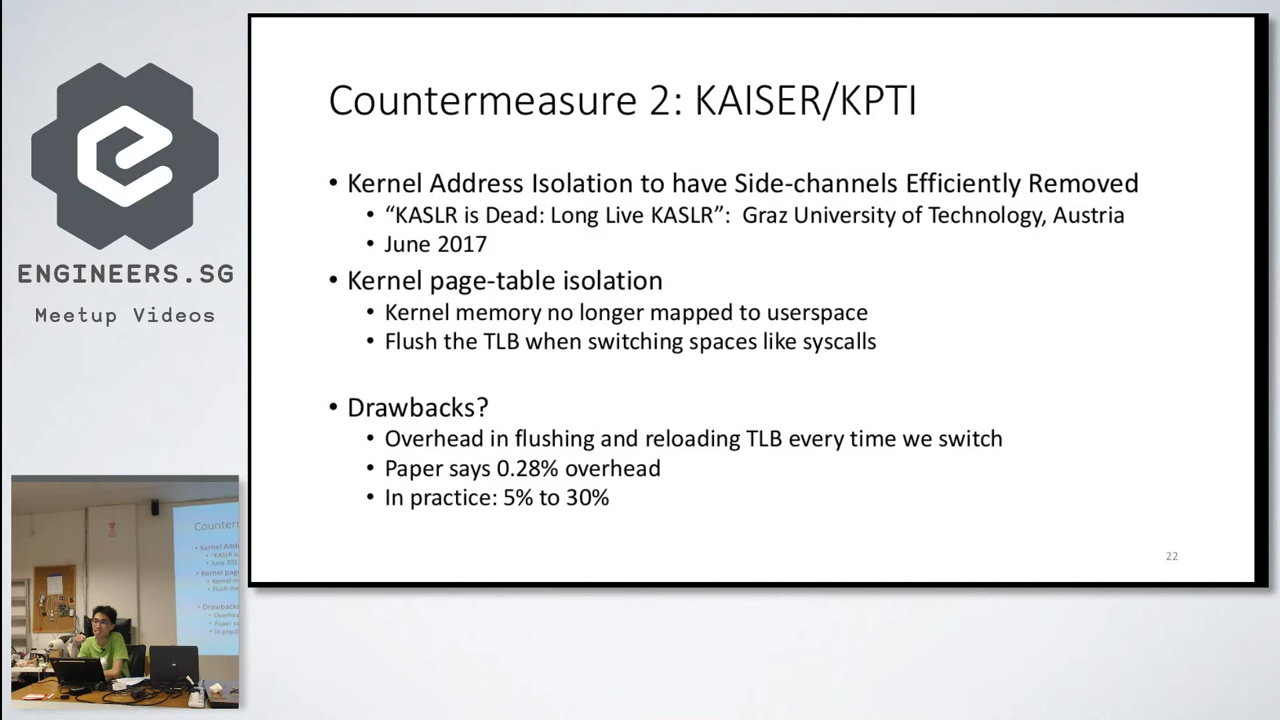 ENGINEERS.SG
Meetup Videos
Countermeasure 2: KAISER/KPTI
• Kernel Address Isolation to have Side-channels Efficiently Removed
• “KASLR is Dead: Long Live KASLR”: Graz University of Technology, Austria
• June 2017
• Kernel page-table isolation
• Kernel memory no longer mapped to userspace
• Flush the TLB when switching spaces like syscalls
• Drawbacks?
• Overhead in flushing and reloading TLB every time we switch
• Paper says 0.28% overhead
• In practice: 5% to 30%
22